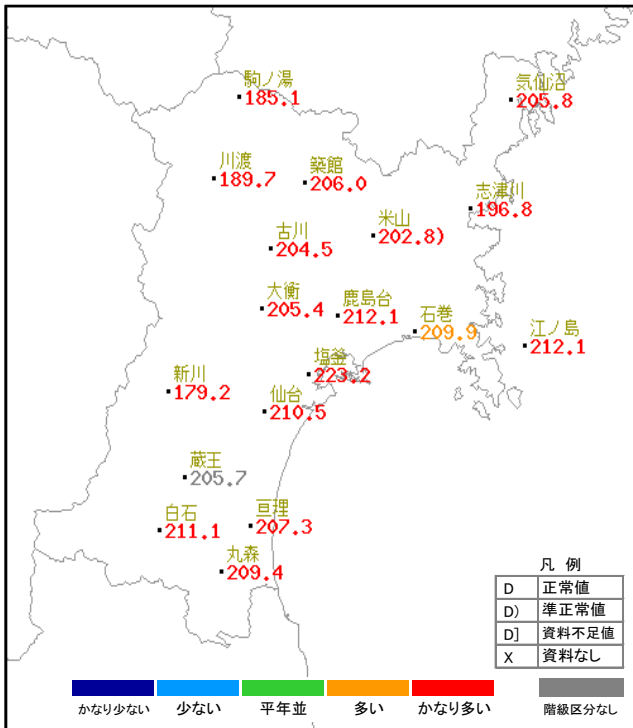 駒ノ湯
185.1
気仙沼
205.8
川渡
189.7
築館
206.0
志津川
196.8
古川
204.5
米山
202.8)
大衡
205.4
鹿島台
212.1
石巻
209.9
江ノ島
212.1
塩釜
223.2
新川
179.2
仙台
210.5
蔵王
205.7
白石
211.1
亘理
207.3
丸森
209.4
凡 例
D 正常値
D) 準正常値
D] 資料不足値
X 資料なし
かなり少ない 少ない 平年並 多い かなり多い 階級区分なし